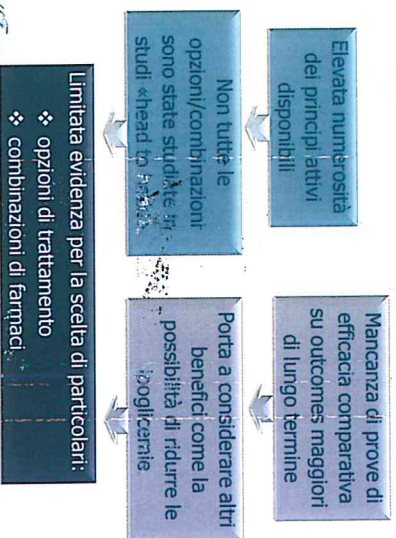 Elevata numerosità
dei principi attivi
disponibili
Mancanza di prove di
efficacia comparativa
su outcomes maggiori
di lungo termine
Non tutte le
opzioni/combinazioni
sono state studiate in
studi «head to
Porta a considerare altri
benefici come la
possibilità di ridurre le
ipoglicemie
Limitata evidenza per la scelta di particolari:
❖ opzioni di trattamento
❖ combinazioni di farmaci